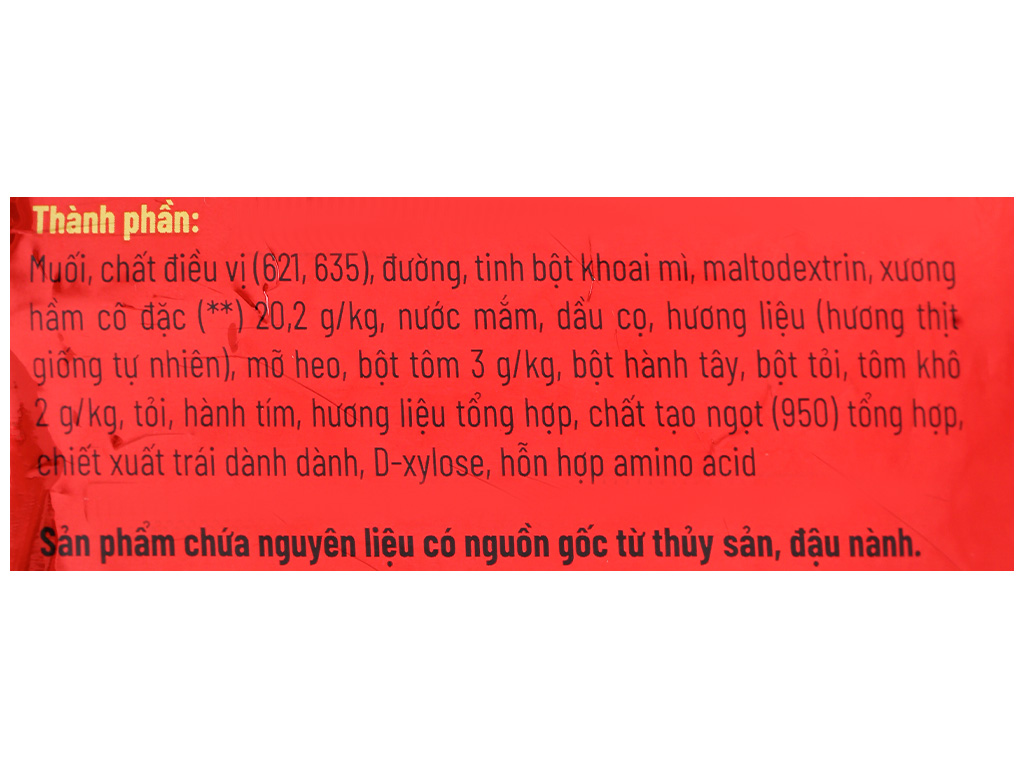 Thành phần:
Muối, chất điều vị (621, 635), đường, tinh bột khoai mì, maltodextrin, xương
hầm cô đặc (**) 20,2 g/kg, nước mắm, dầu cọ, hương liệu (hương thịt
giống tự nhiên), mỡ heo, bột tôm 3 g/kg, bột hành tây, bột tỏi, tôm khô
2 g/kg, tỏi, hành tím, hương liệu tổng hợp, chất tạo ngọt (950) tổng hợp,
chiết xuất trái dành dành, D-xylose, hỗn hợp amino acid
Sản phẩm chứa nguyên liệu có nguồn gốc từ thủy sản, đậu nành.